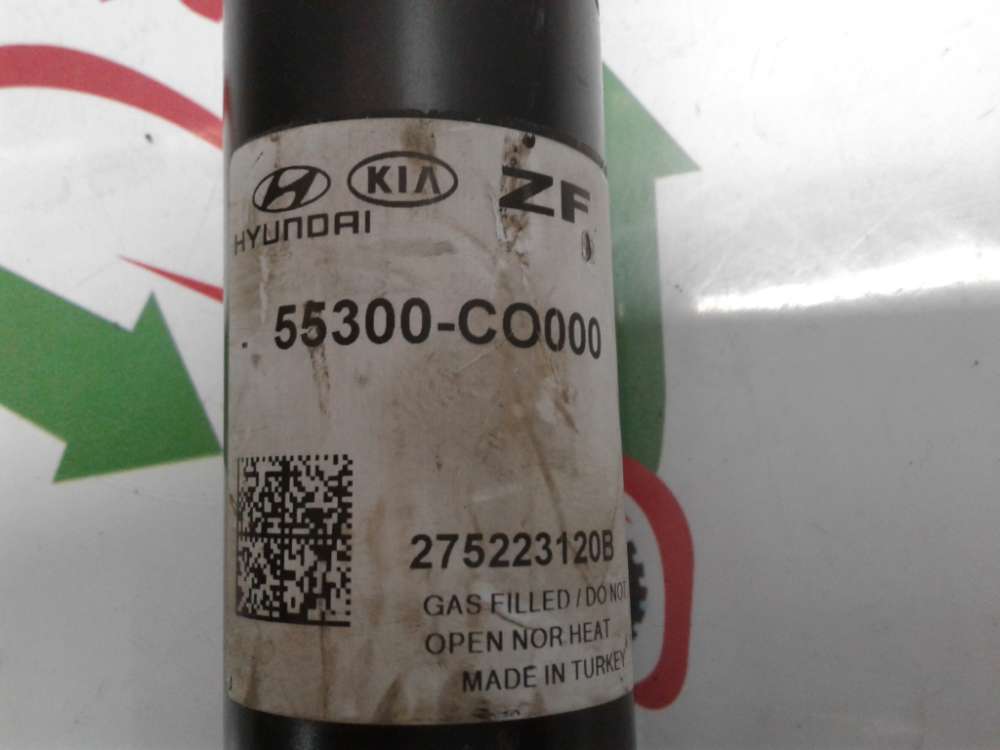 KIA ZF
HYUNDAI
55300-CO000
275223120B
GAS FILLED / DO NOT
OPEN NOR HEAT
MADE IN TURKEY